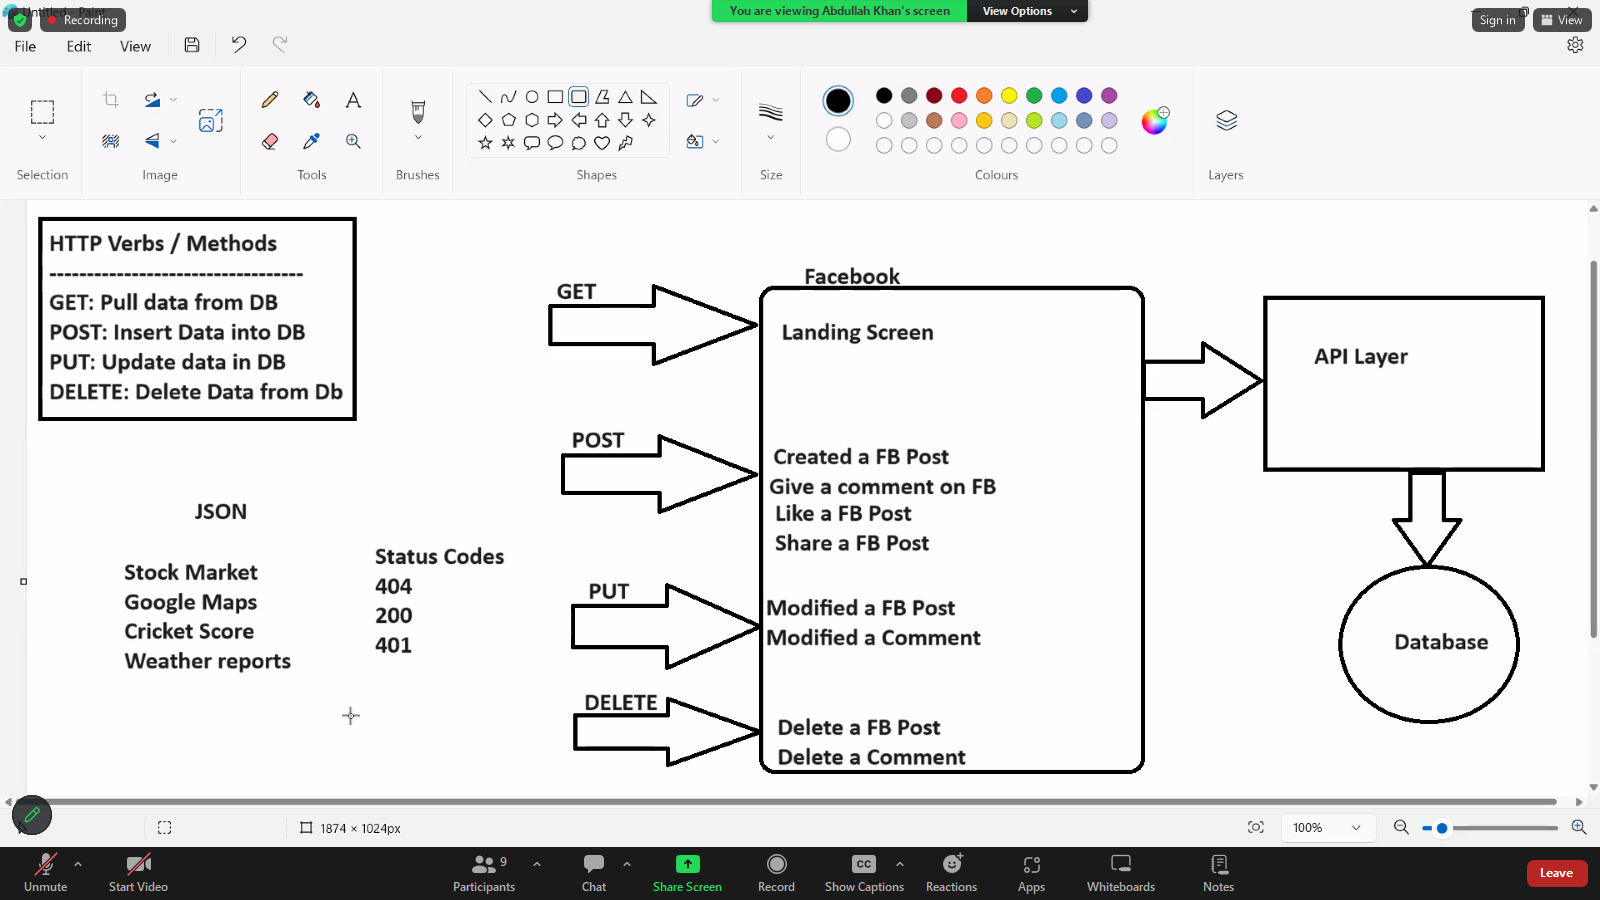 Untitled - Paint
Recording
You are viewing Abdullah Khan's screen
View Options
Sign in
View
File
Edit
View
Selection
Image
Tools
Brushes
Shapes
Size
Colours
Layers
HTTP Verbs / Methods
----------------------------------
GET: Pull data from DB
POST: Insert Data into DB
PUT: Update data in DB
DELETE: Delete Data from Db
JSON
Stock Market
Google Maps
Cricket Score
Weather reports
Status Codes
404
200
401
GET
POST
PUT
DELETE
Facebook
Landing Screen
Created a FB Post
Give a comment on FB
Like a FB Post
Share a FB Post
Modified a FB Post
Modified a Comment
Delete a FB Post
Delete a Comment
API Layer
Database
1874 × 1024px
100%
Unmute
Start Video
Participants
9
Chat
Share Screen
Record
CC
Show Captions
Reactions
Apps
Whiteboards
Notes
Leave